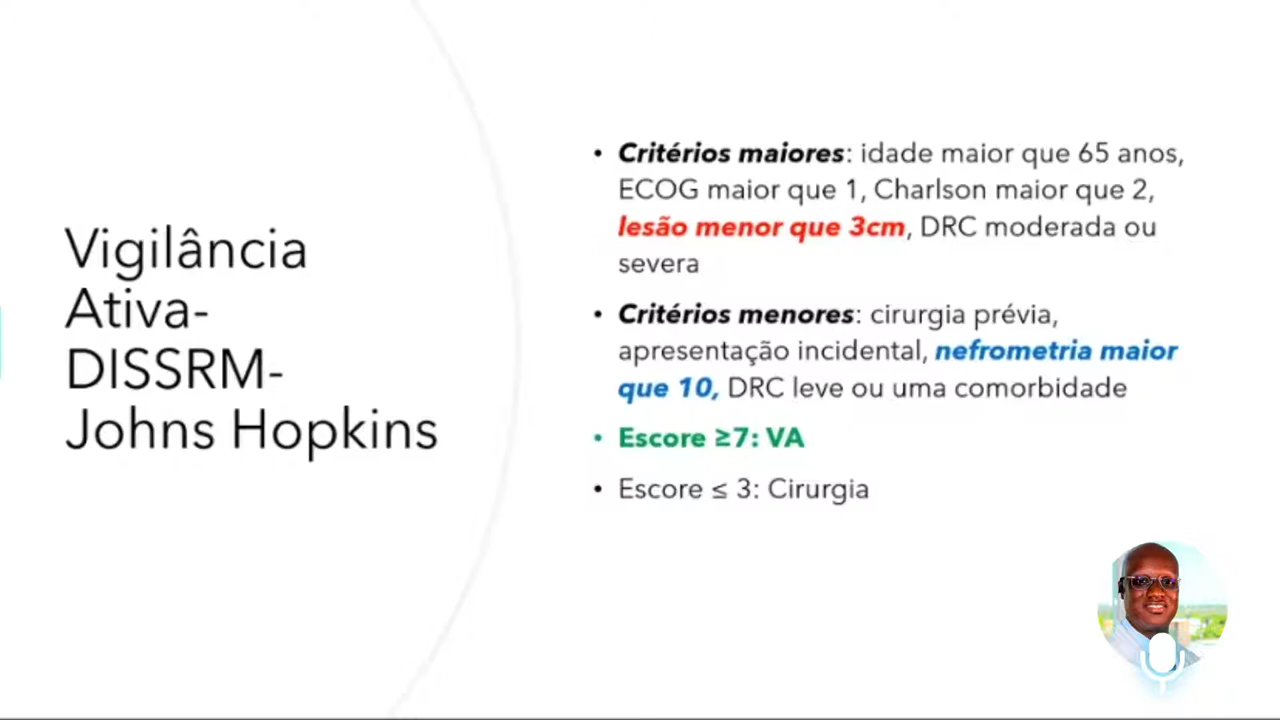 Vigilância
Ativa-
DISSRM-
Johns Hopkins
• Critérios maiores: idade maior que 65 anos,
ECOG maior que 1, Charlson maior que 2,
lesão menor que 3cm, DRC moderada ou
severa
• Critérios menores: cirurgia prévia,
apresentação incidental, nefrometria maior
que 10, DRC leve ou uma comorbidade
• Escore ≥7: VA
• Escore ≤ 3: Cirurgia